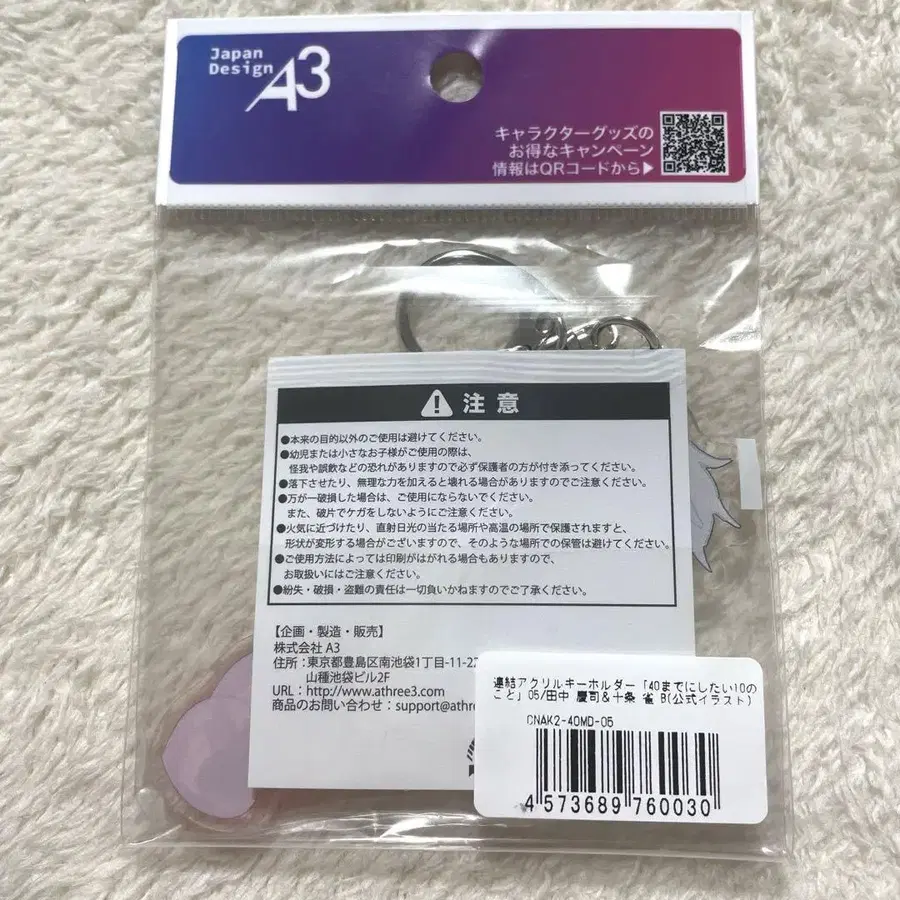 Japan
Design
A3
キャラクターグッズの
お得なキャンペーン
情報はQRコードから▶
注意
●本来の目的以外のご使用は避けてください。
●幼児または小さなお子様がご使用の際は、
怪我や誤飲などの恐れがありますので必ず保護者の方が付き添ってください。
●落下させたり、無理な力を加えると壊れる場合がありますのでご注意ください。
●万が一破損した場合は、ご使用にならないでください。
また、破片でケガをしないようにご注意ください。
●火気に近づけたり、直射日光の当たる場所や高温の場所で保護されますと、
形状が変形する場合がございますので、そのような場所での保管は避けてください。
●ご使用方法によっては印刷がはがれる場合もありますので、
お取扱いにはご注意ください。
●紛失・破損・盗難の責任は一切負いかねますのでご了承ください。
【企画・製造・販売】
株式会社 A3
住所：東京都豊島区南池袋1丁目-11-22
山種池袋ビル2F
URL：http://www.athree3.com
商品のお問い合わせ：support@athre
連結アクリルキーホルダー「40までにしたい10の
こと」05/田中 慶司＆十条 雀 B(公式イラスト)
CNAK2-40MD-05
4 573689 760030